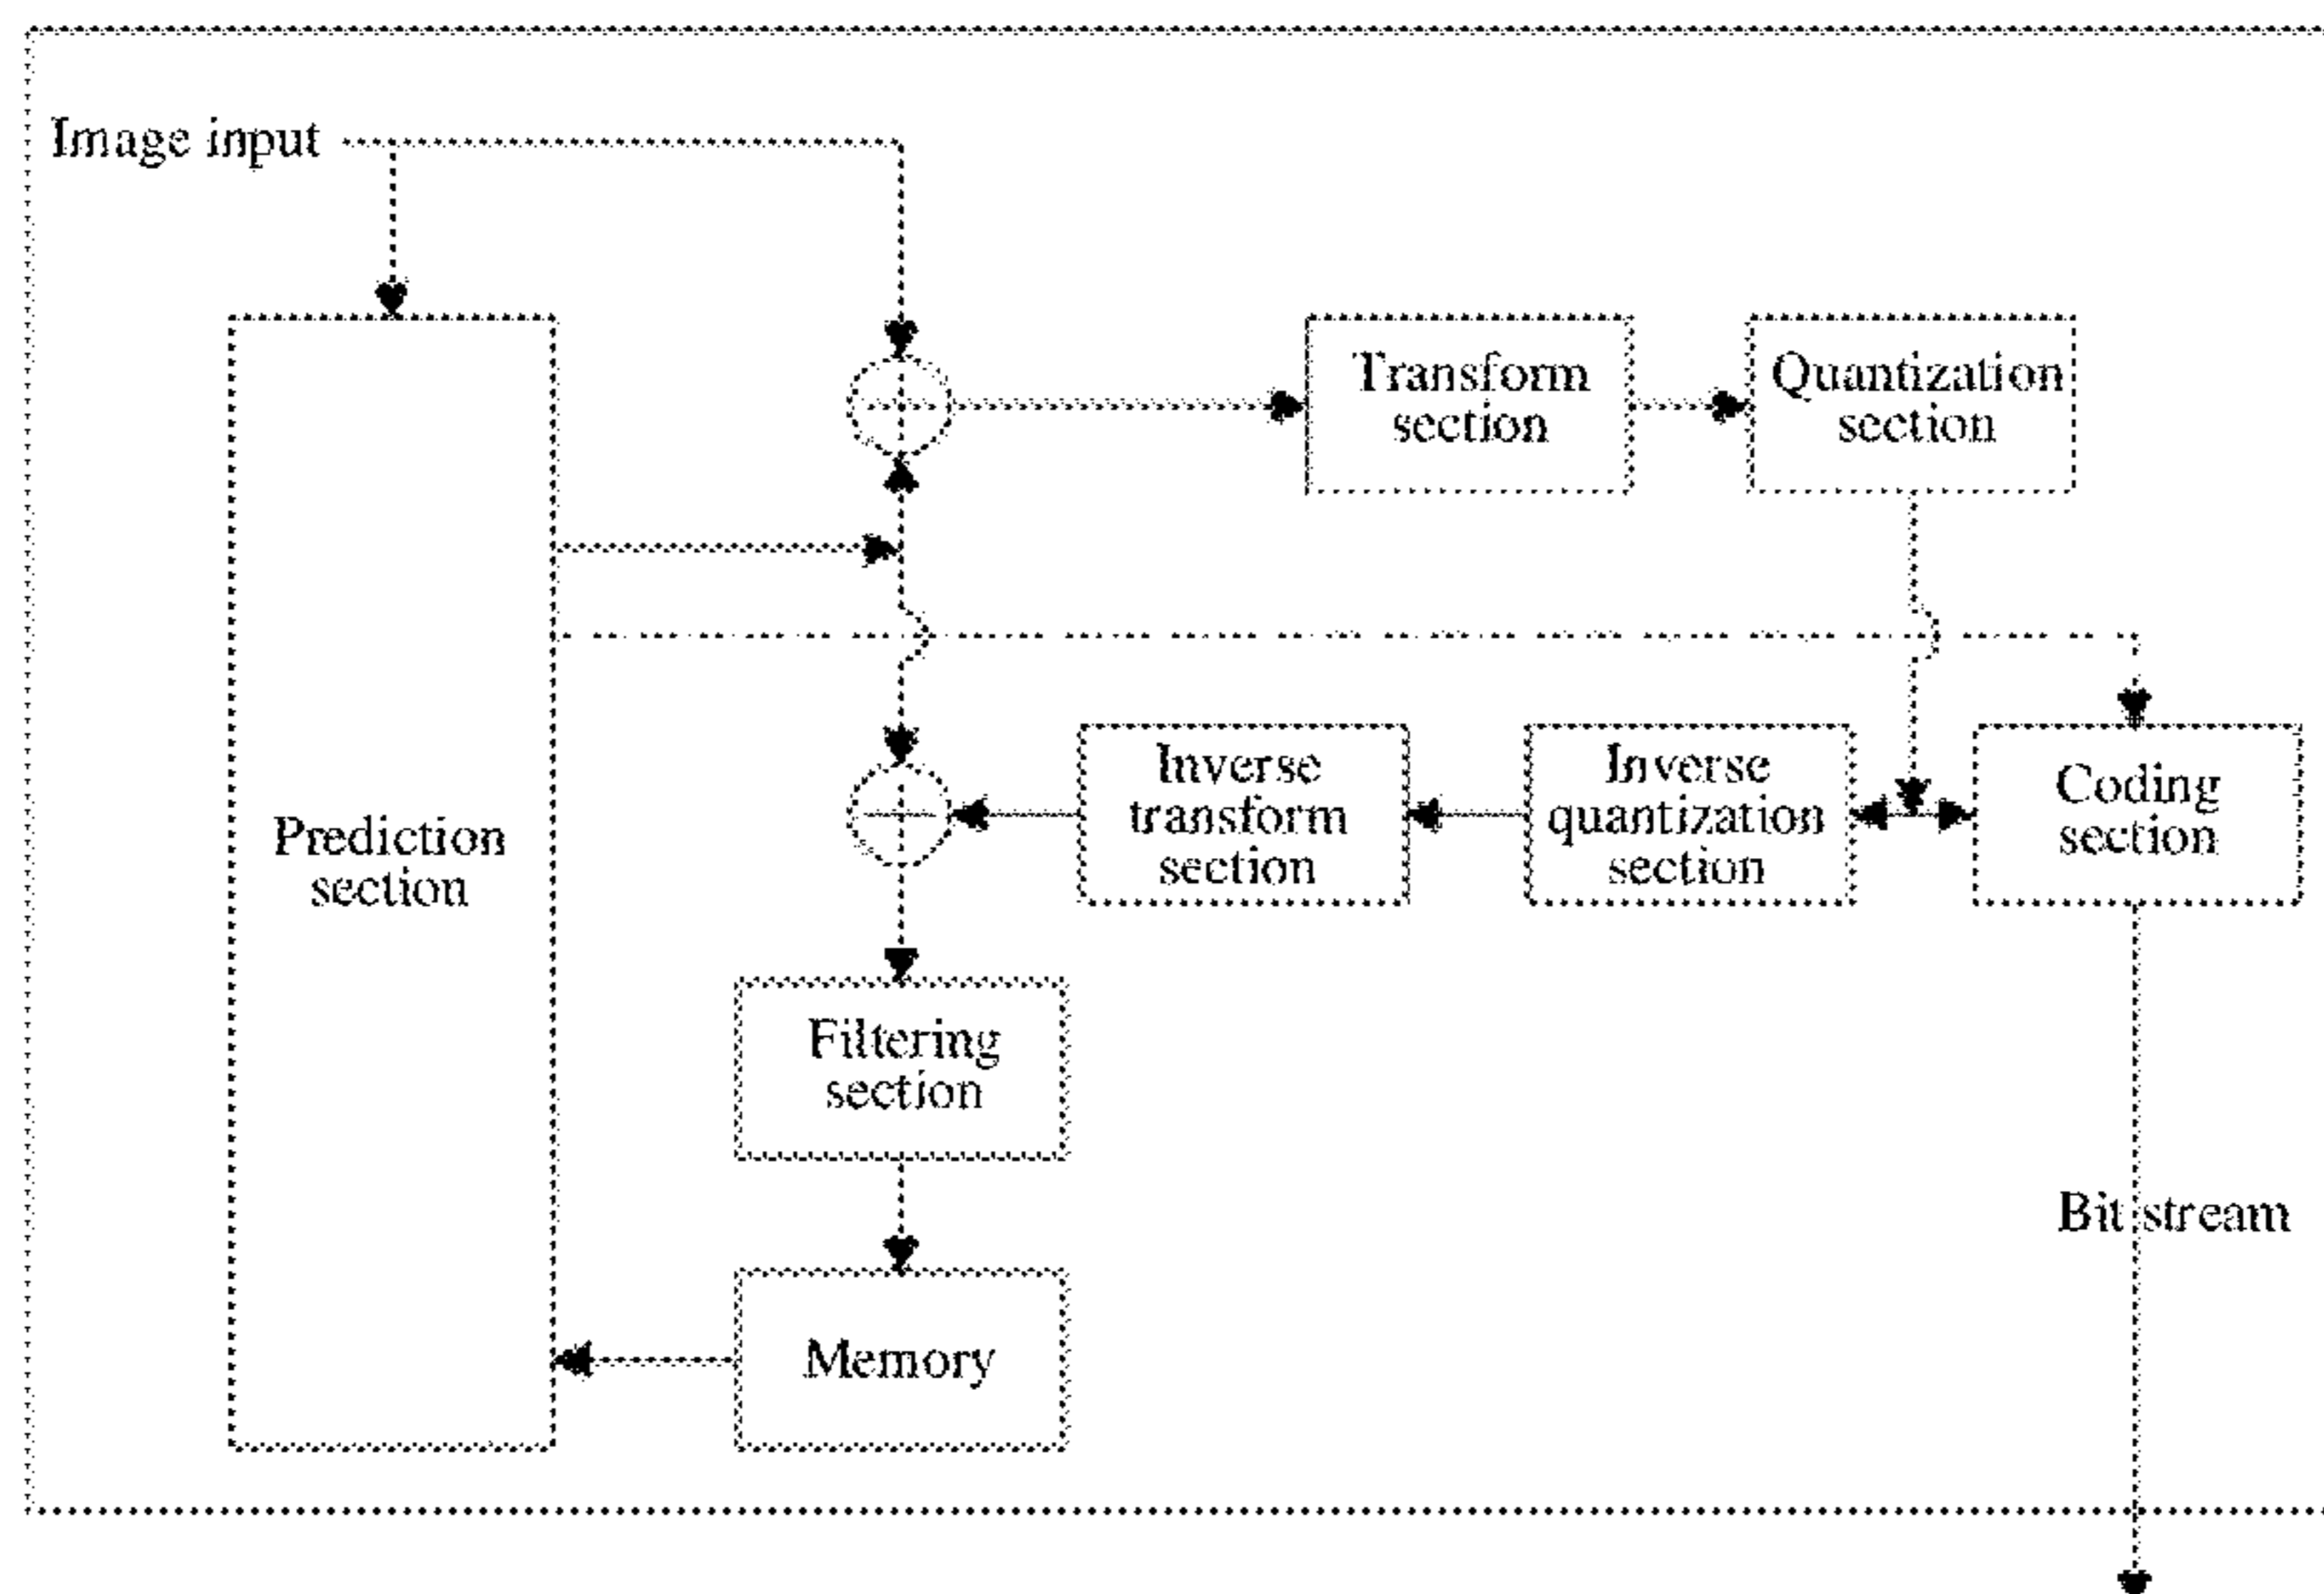 Image input
Transform
section
Quantization
section
Prediction
section
Inverse
transform
section
Inverse
quantization
section
Coding
section
Filtering
section
Memory
Bit stream